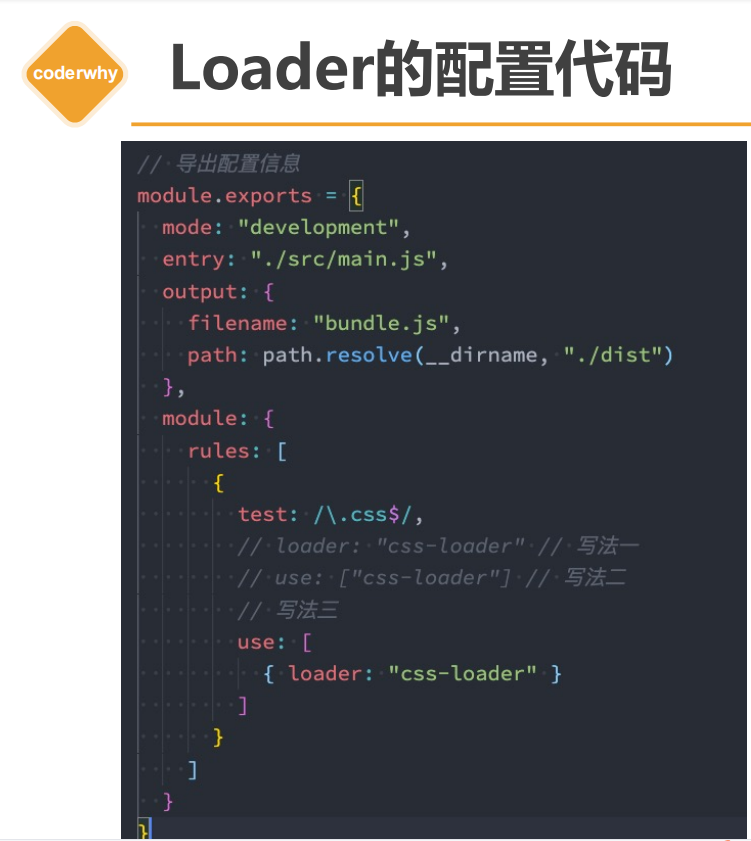 coderwhy
Loader的配置代码
// 导出配置信息
module.exports = {
  mode: "development",
  entry: "./src/main.js",
  output: {
    filename: "bundle.js",
    path: path.resolve(__dirname, "./dist")
  },
  module: {
    rules: [
      {
        test: /\.css$/,
        // loader: "css-loader" // 写法一
        // use: ["css-loader"] // 写法二
        // 写法三
        use: [
          { loader: "css-loader" }
        ]
      }
    ]
  }
}